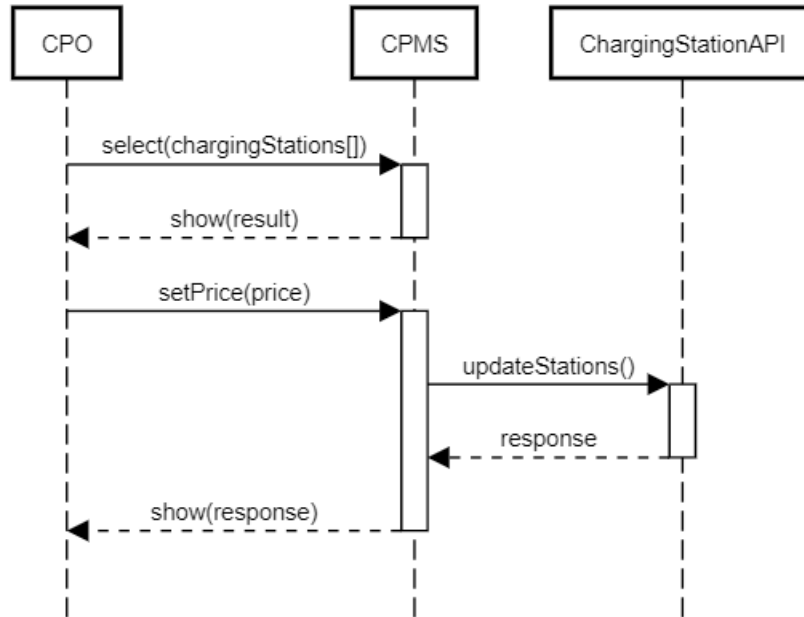 CPO
CPMS
ChargingStationAPI
select(chargingStations[])
show(result)
setPrice(price)
updateStations()
response
show(response)